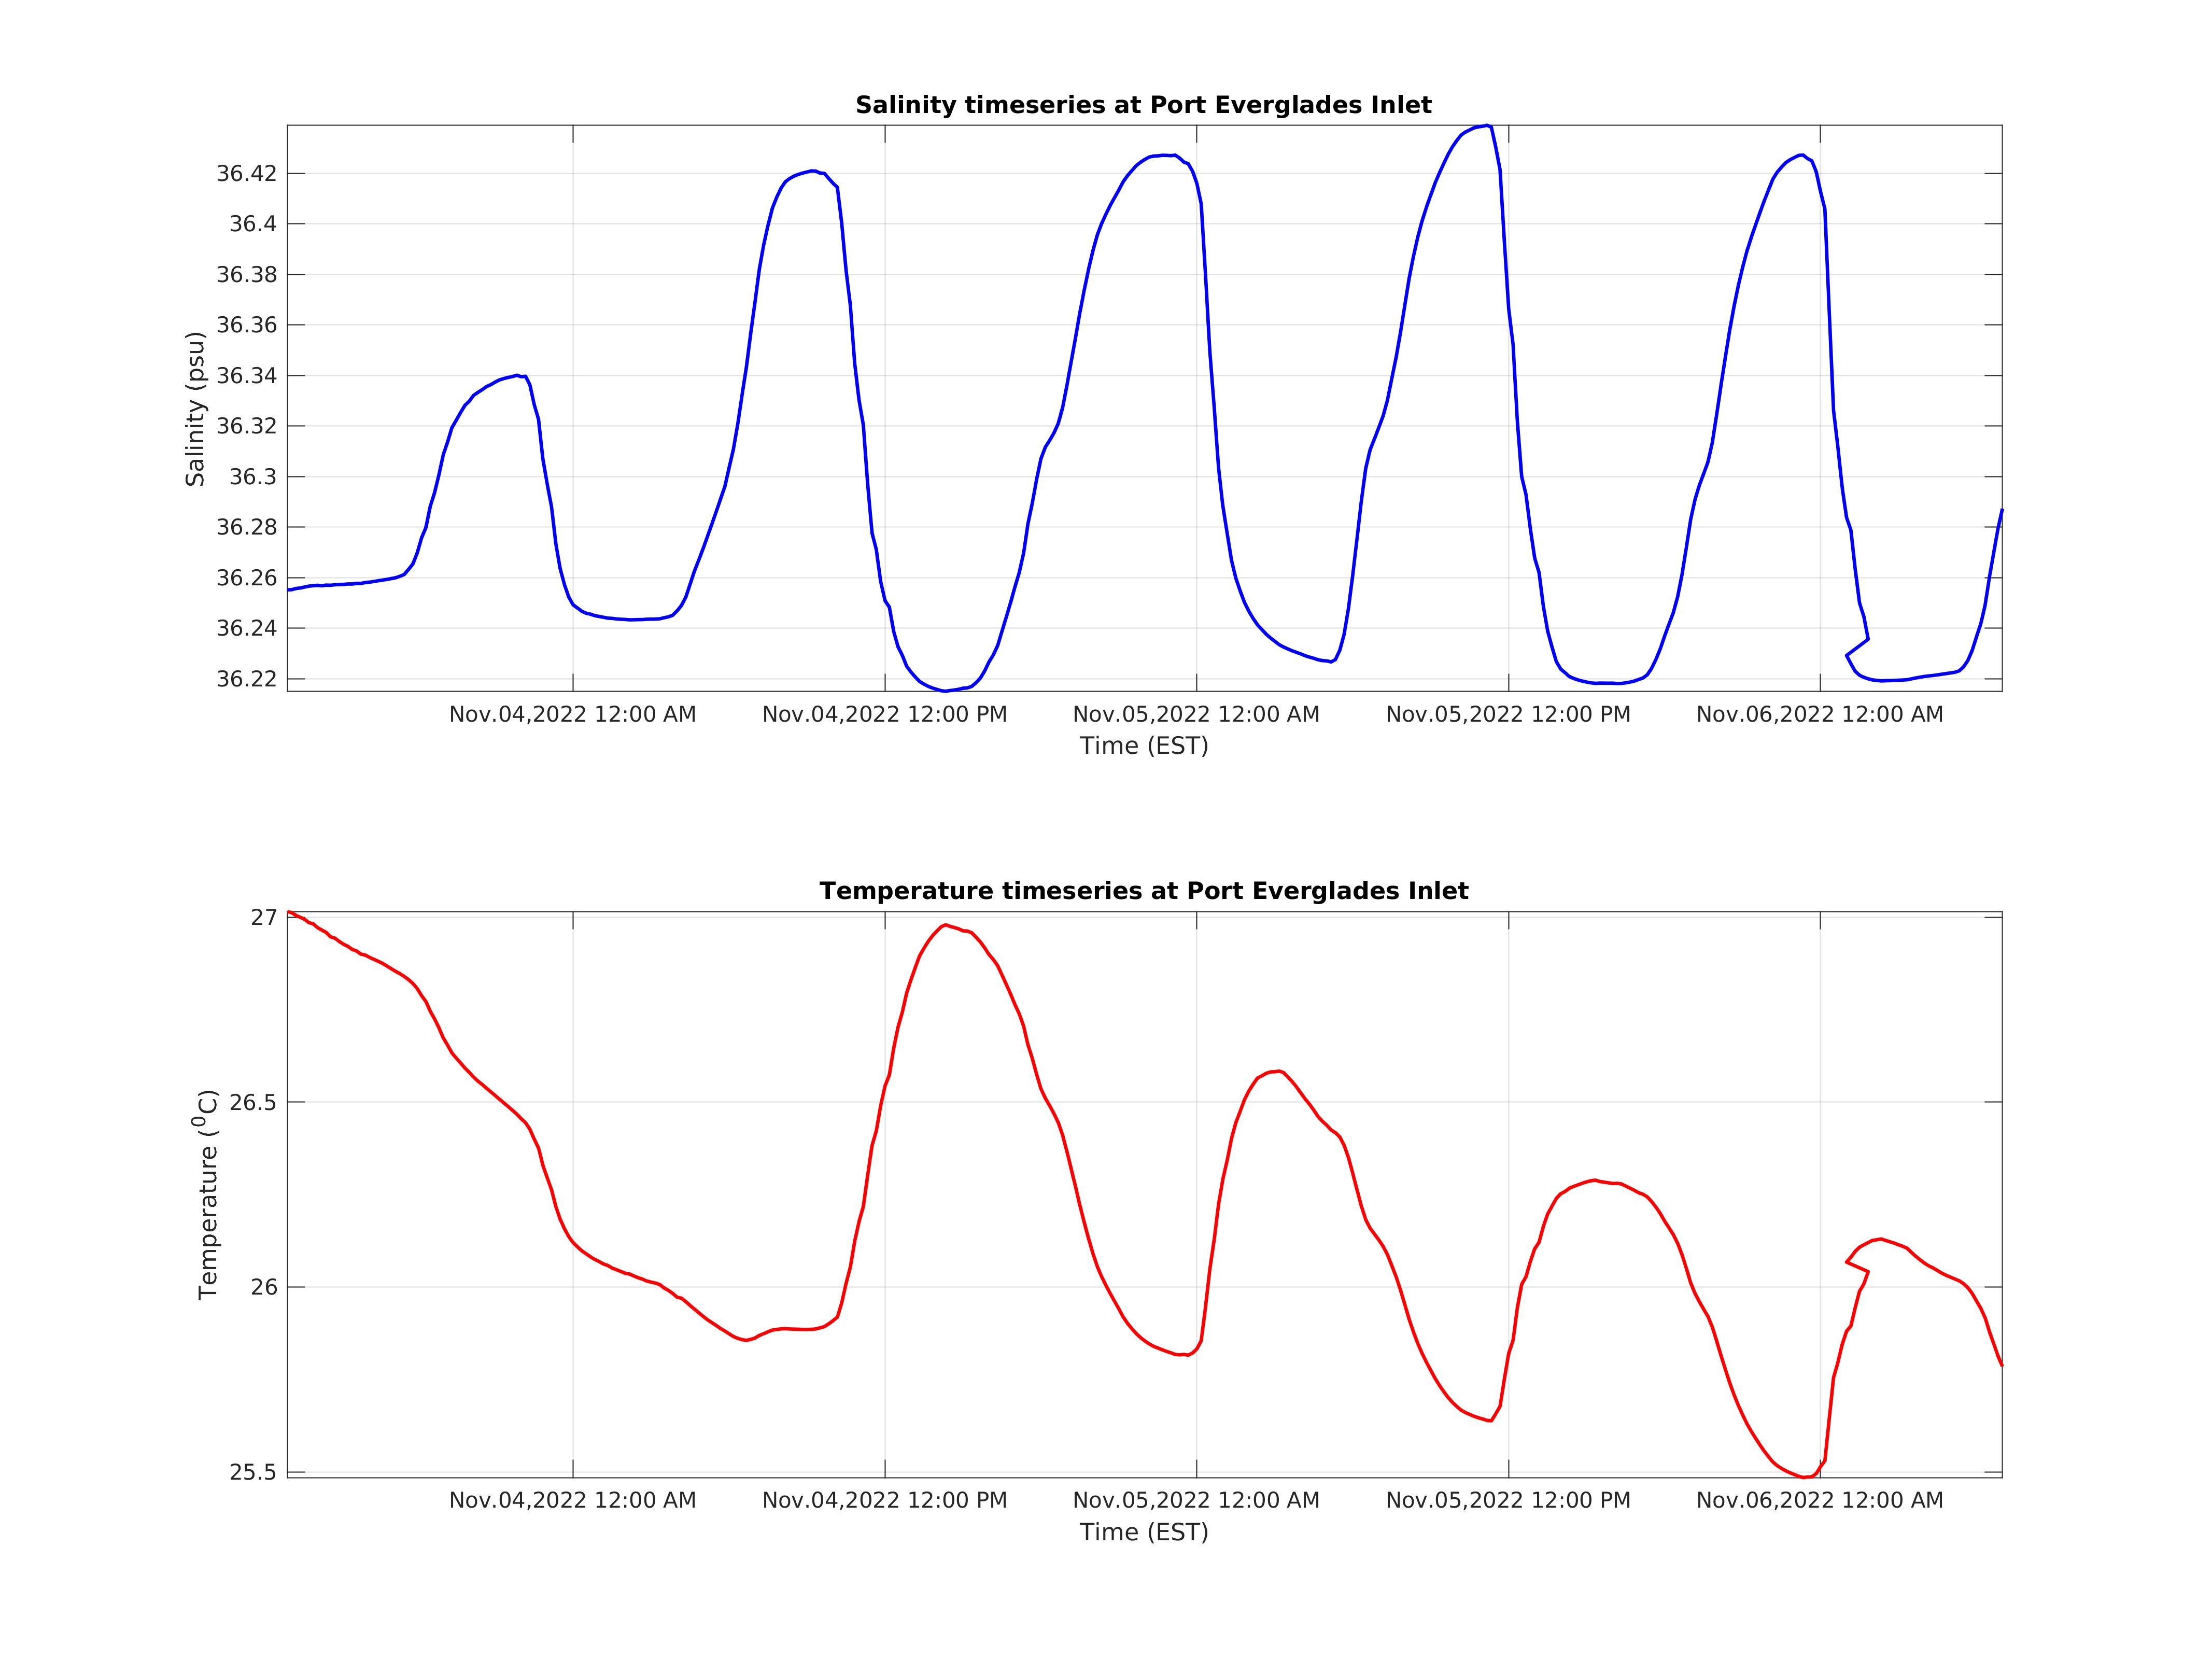 Salinity timeseries at Port Everglades Inlet
36.42
36.4
36.38
36.36
36.34
36.32
36.3
36.28
36.26
36.24
36.22
Salinity (psu)
Nov.04,2022 12:00 AM Nov.04,2022 12:00 PM Nov.05,2022 12:00 AM Nov.05,2022 12:00 PM Nov.06,2022 12:00 AM
Time (EST)
Temperature timeseries at Port Everglades Inlet
27
26.5
26
25.5
Temperature (⁰C)
Nov.04,2022 12:00 AM Nov.04,2022 12:00 PM Nov.05,2022 12:00 AM Nov.05,2022 12:00 PM Nov.06,2022 12:00 AM
Time (EST)